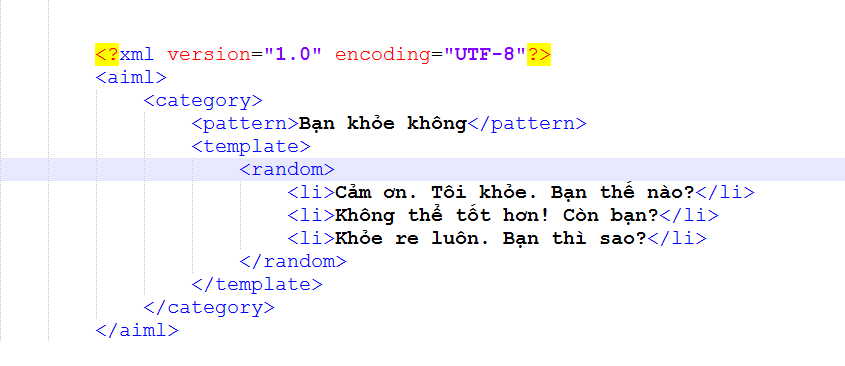 <?xml version="1.0" encoding="UTF-8"?>
<aiml>
<category>
<pattern>Bạn khỏe không</pattern>
<template>
<random>
<li>Cảm ơn. Tôi khỏe. Bạn thế nào?</li>
<li>Không thể tốt hơn! Còn bạn?</li>
<li>Khỏe re luôn. Bạn thì sao?</li>
</random>
</template>
</category>
</aiml>